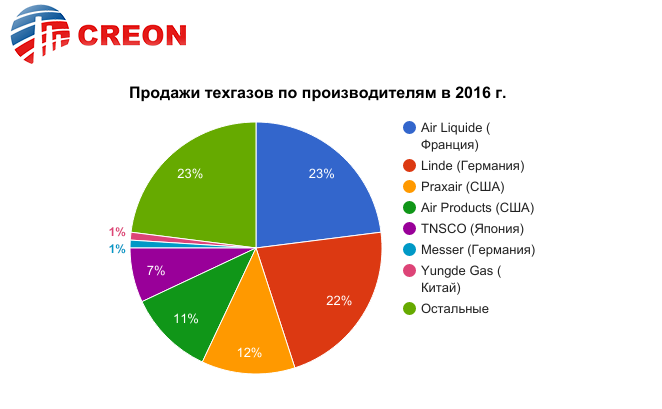 CREON
Продажи техгазов по производителям в 2016 г.
Air Liquide (
Франция)
Linde (Германия)
Praxair (США)
Air Products (США)
TNSCO (Япония)
Messer (Германия)
Yungde Gas (
Китай)
Остальные
23%
23%
1%
1%
7%
22%
11%
12%